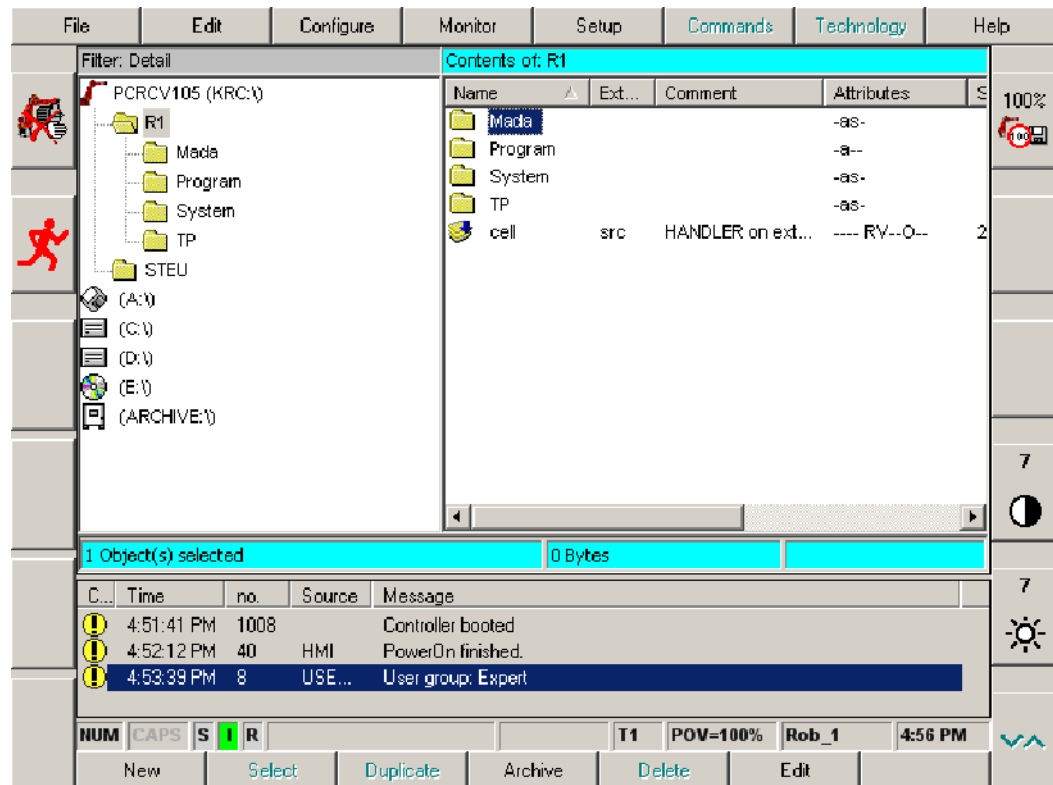 File Edit Configure Monitor Setup Commands Technology Help
Filter: Detail
PCRCV105 (KRC:\)
R1
Mada
Program
System
TP
STEU
(A:\)
(C:\)
(D:\)
(E:\)
(ARCHIVE:\)
Contents of: R1
Name Ext... Comment Attributes S
Mada -as-
Program -a--
System -as-
TP -as-
cell src HANDLER on ext... ---- RV--O-- 2
100%
100
7
7
1 Object(s) selected 0 Bytes
C... Time no. Source Message
4:51:41 PM 1008 Controller booted
4:52:12 PM 40 HMI PowerOn finished.
4:53:39 PM 8 USE... User group: Expert
NUM CAPS S I R T1 POV=100% Rob_1 4:56 PM
New Select Duplicate Archive Delete Edit